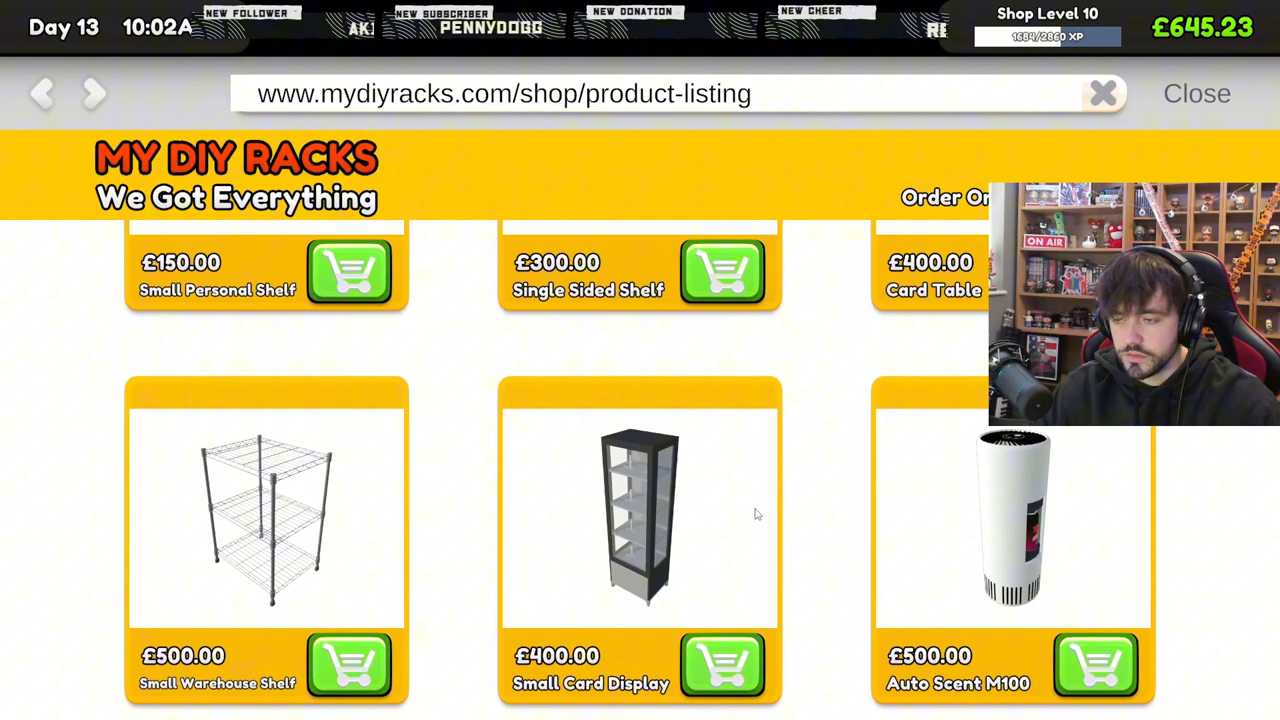 Day 13 10:02A
NEW FOLLOWER
NEW SUBSCRIBER
PENNYDOGG
NEW DONATION
NEW CHEER
Shop Level 10
1684/2860 XP
£645.23
www.mydiyracks.com/shop/product-listing
Close
MY DIY RACKS
We Got Everything
Order
£150.00
Small Personal Shelf
£300.00
Single Sided Shelf
£400.00
Card Table
ON AIR
£500.00
Small Warehouse Shelf
£400.00
Small Card Display
£500.00
Auto Scent M100